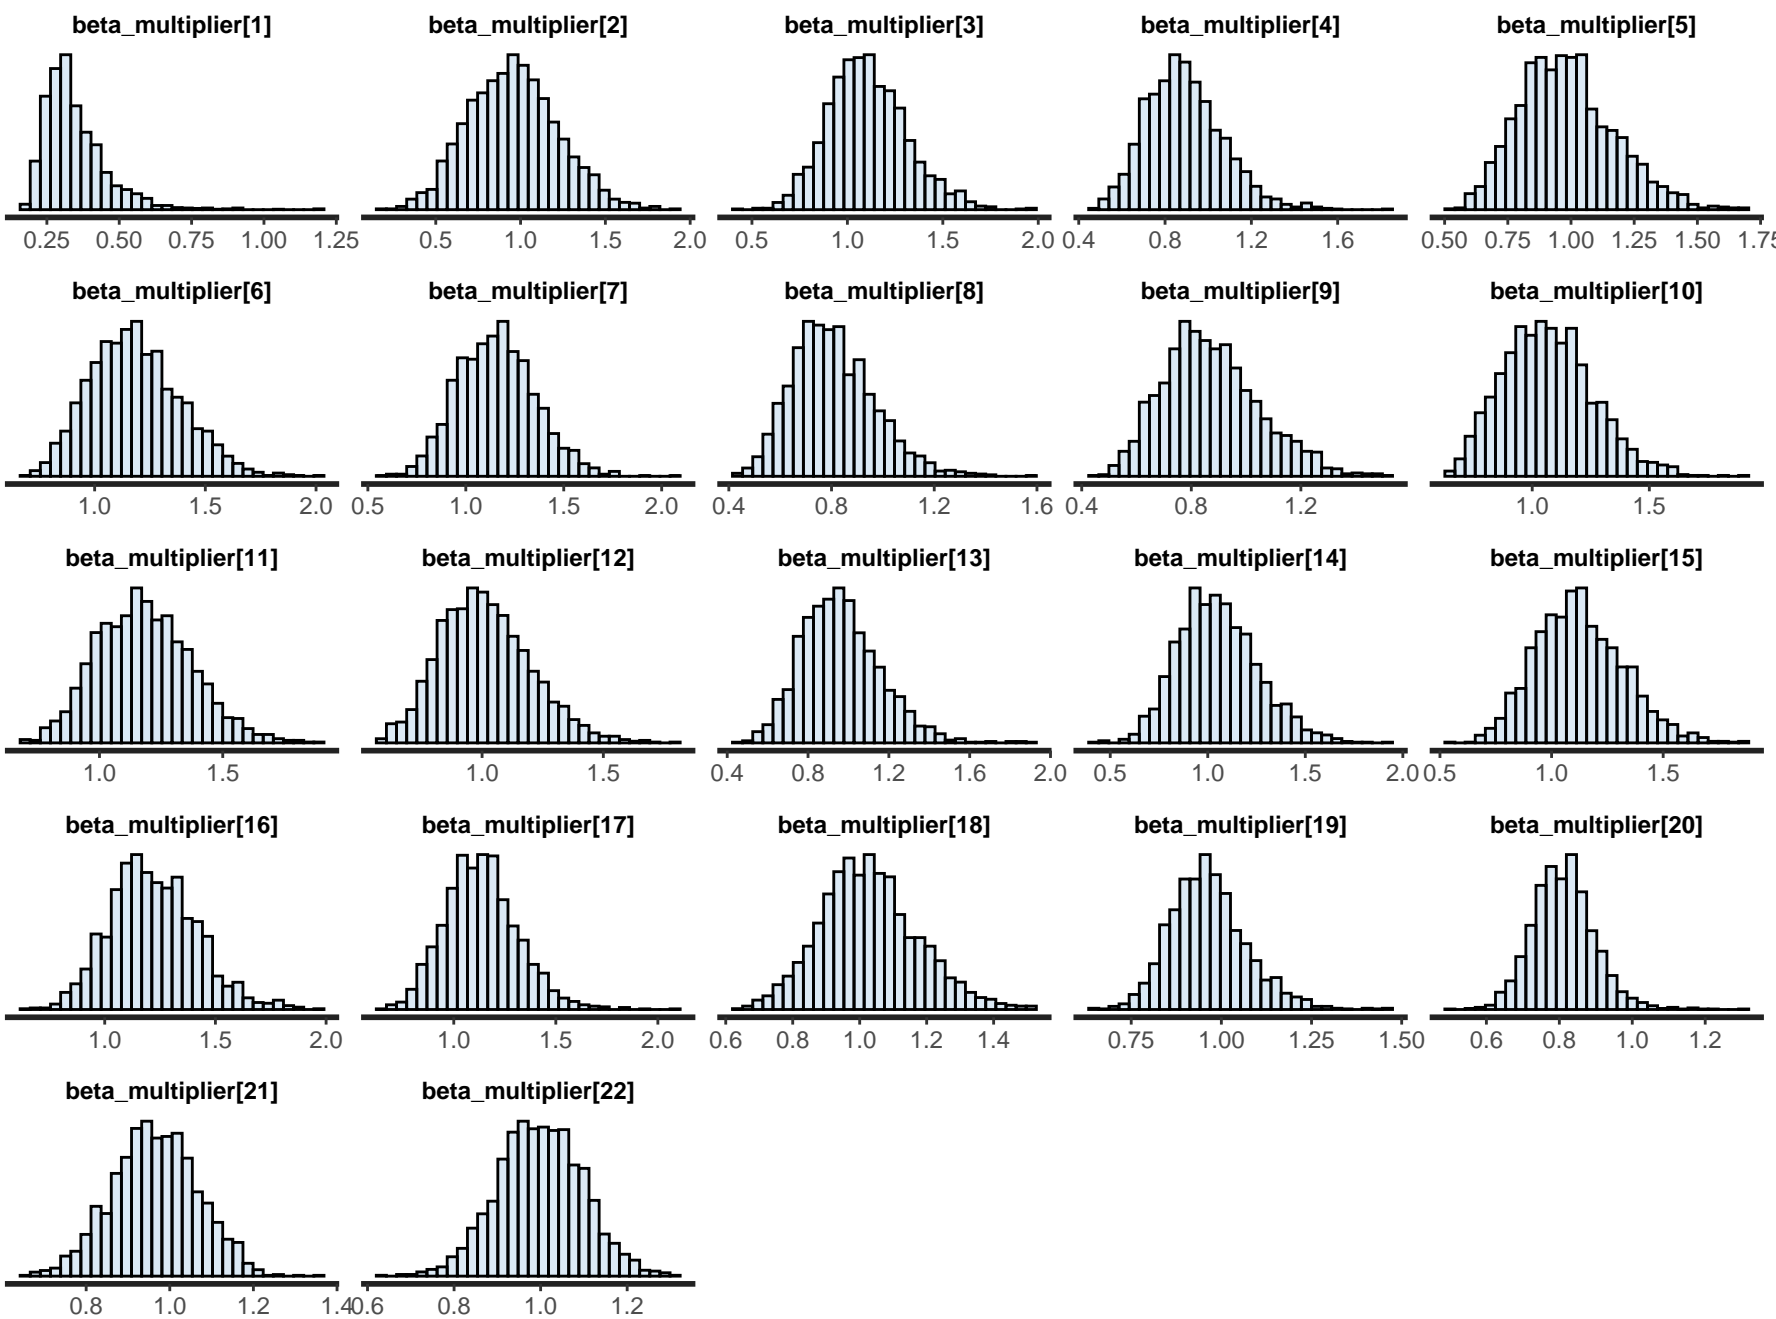 beta_multiplier[1] beta_multiplier[2] beta_multiplier[3] beta_multiplier[4] beta_multiplier[5]
0.25 0.50 0.75 1.00 1.25 0.5 1.0 1.5 2.0 0.5 1.0 1.5 2.0 0.4 0.8 1.2 1.6 0.50 0.75 1.00 1.25 1.50 1.75
beta_multiplier[6] beta_multiplier[7] beta_multiplier[8] beta_multiplier[9] beta_multiplier[10]
1.0 1.5 2.0 0.5 1.0 1.5 2.0 0.4 0.8 1.2 1.6 0.4 0.8 1.2 1.0 1.5
beta_multiplier[11] beta_multiplier[12] beta_multiplier[13] beta_multiplier[14] beta_multiplier[15]
1.0 1.5 1.0 1.5 0.4 0.8 1.2 1.6 2.0 0.5 1.0 1.5 2.0 0.5 1.0 1.5
beta_multiplier[16] beta_multiplier[17] beta_multiplier[18] beta_multiplier[19] beta_multiplier[20]
1.0 1.5 2.0 1.0 1.5 2.0 0.6 0.8 1.0 1.2 1.4 0.75 1.00 1.25 1.50 0.6 0.8 1.0 1.2
beta_multiplier[21] beta_multiplier[22]
0.8 1.0 1.2 1.4 0.6 0.8 1.0 1.2